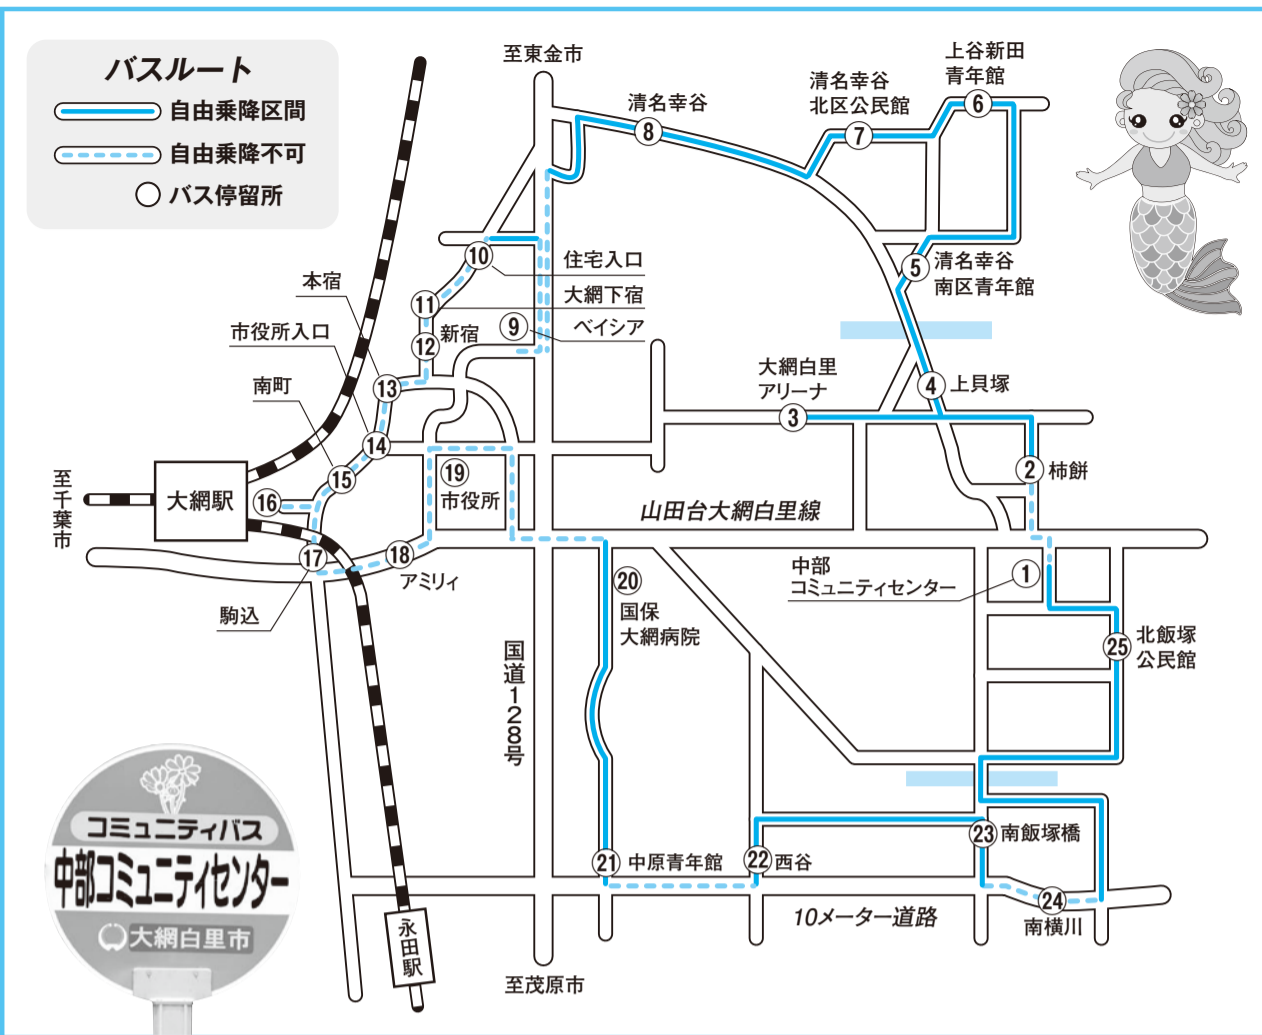 バスルート
自由乗降区間
自由乗降不可
バス停留所
至東金市
清名幸谷
8
清名幸谷
北区公民館
7
上谷新田
青年館
6
5
清名幸谷
南区青年館
10
住宅入口
11
大網下宿
12
新宿
9
ベイシア
本宿
13
市役所入口
14
南町
15
16
大網駅
至千葉市
17
駒込
18
アミリィ
19
市役所
大網白里
アリーナ
3
4
上貝塚
2
柿餅
山田台大網白里線
中部
コミュニティセンター
1
20
国保
大網病院
25
北飯塚
公民館
国道128号
21
中原青年館
22
西谷
23
南飯塚橋
24
南横川
10メーター道路
永田駅
至茂原市
コミュニティバス
中部コミュニティセンター
大網白里市